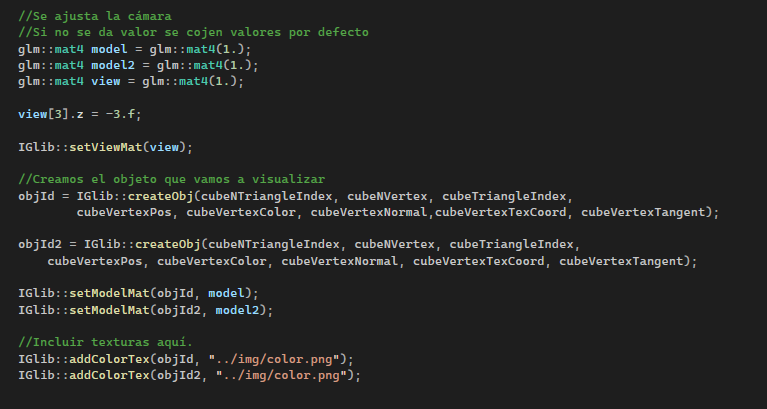 //Se ajusta la cámara
//Si no se da valor se cojen valores por defecto
glm::mat4 model = glm::mat4(1.);
glm::mat4 model2 = glm::mat4(1.);
glm::mat4 view = glm::mat4(1.);
view[3].z = -3.f;
IGlib::setViewMat(view);
//Creamos el objeto que vamos a visualizar
objId = IGlib::createObj(cubeNTriangleIndex, cubeNVertex, cubeTriangleIndex,
cubeVertexPos, cubeVertexColor, cubeVertexNormal,cubeVertexTexCoord, cubeVertexTangent);
objId2 = IGlib::createObj(cubeNTriangleIndex, cubeNVertex, cubeTriangleIndex,
cubeVertexPos, cubeVertexColor, cubeVertexNormal, cubeVertexTexCoord, cubeVertexTangent);
IGlib::setModelMat(objId, model);
IGlib::setModelMat(objId2, model2);
//Incluir texturas aquí.
IGlib::addColorTex(objId, "../img/color.png");
IGlib::addColorTex(objId2, "../img/color.png");